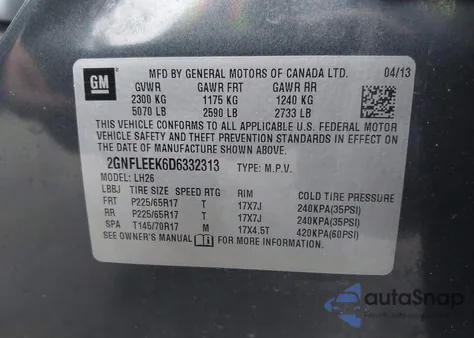 GM
MFD BY GENERAL MOTORS OF CANADA LTD. 04/13
GVWR GAWR FRT GAWR RR
2300 KG 1175 KG 1240 KG
5070 LB 2590 LB 2733 LB
THIS VEHICLE CONFORMS TO ALL APPLICABLE U.S. FEDERAL MOTOR
VEHICLE SAFETY AND THEFT PREVENTION STANDARDS IN EFFECT ON
THE DATE OF MANUFACTURE SHOWN ABOVE.
2GNFLEEK6D6332313 TYPE: M.P.V.
MODEL: LH26
LBBJ TIRE SIZE SPEED RTG RIM COLD TIRE PRESSURE
FRT P225/65R17 T 17X7J 240KPA(35PSI)
RR P225/65R17 T 17X7J 240KPA(35PSI)
SPA T145/70R17 M 17X4.5T 420KPA(60PSI)
SEE OWNER'S MANUAL FOR MORE INFORMATION.
autoSnap